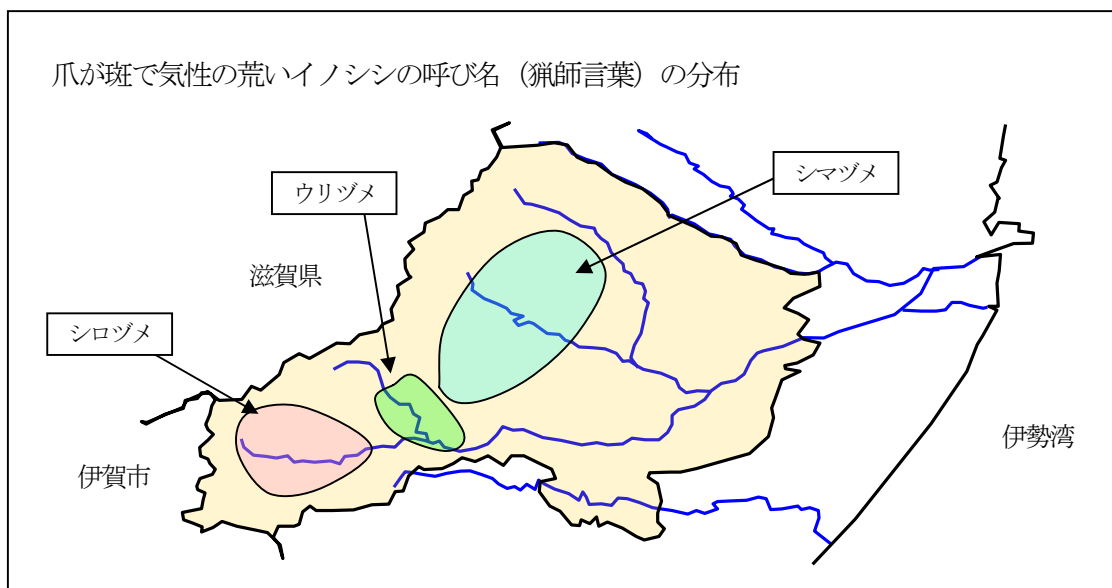 爪が斑で気性の荒いイノシシの呼び名（猟師言葉）の分布
シマヅメ
ウリヅメ
滋賀県
シロヅメ
伊勢湾
伊賀市